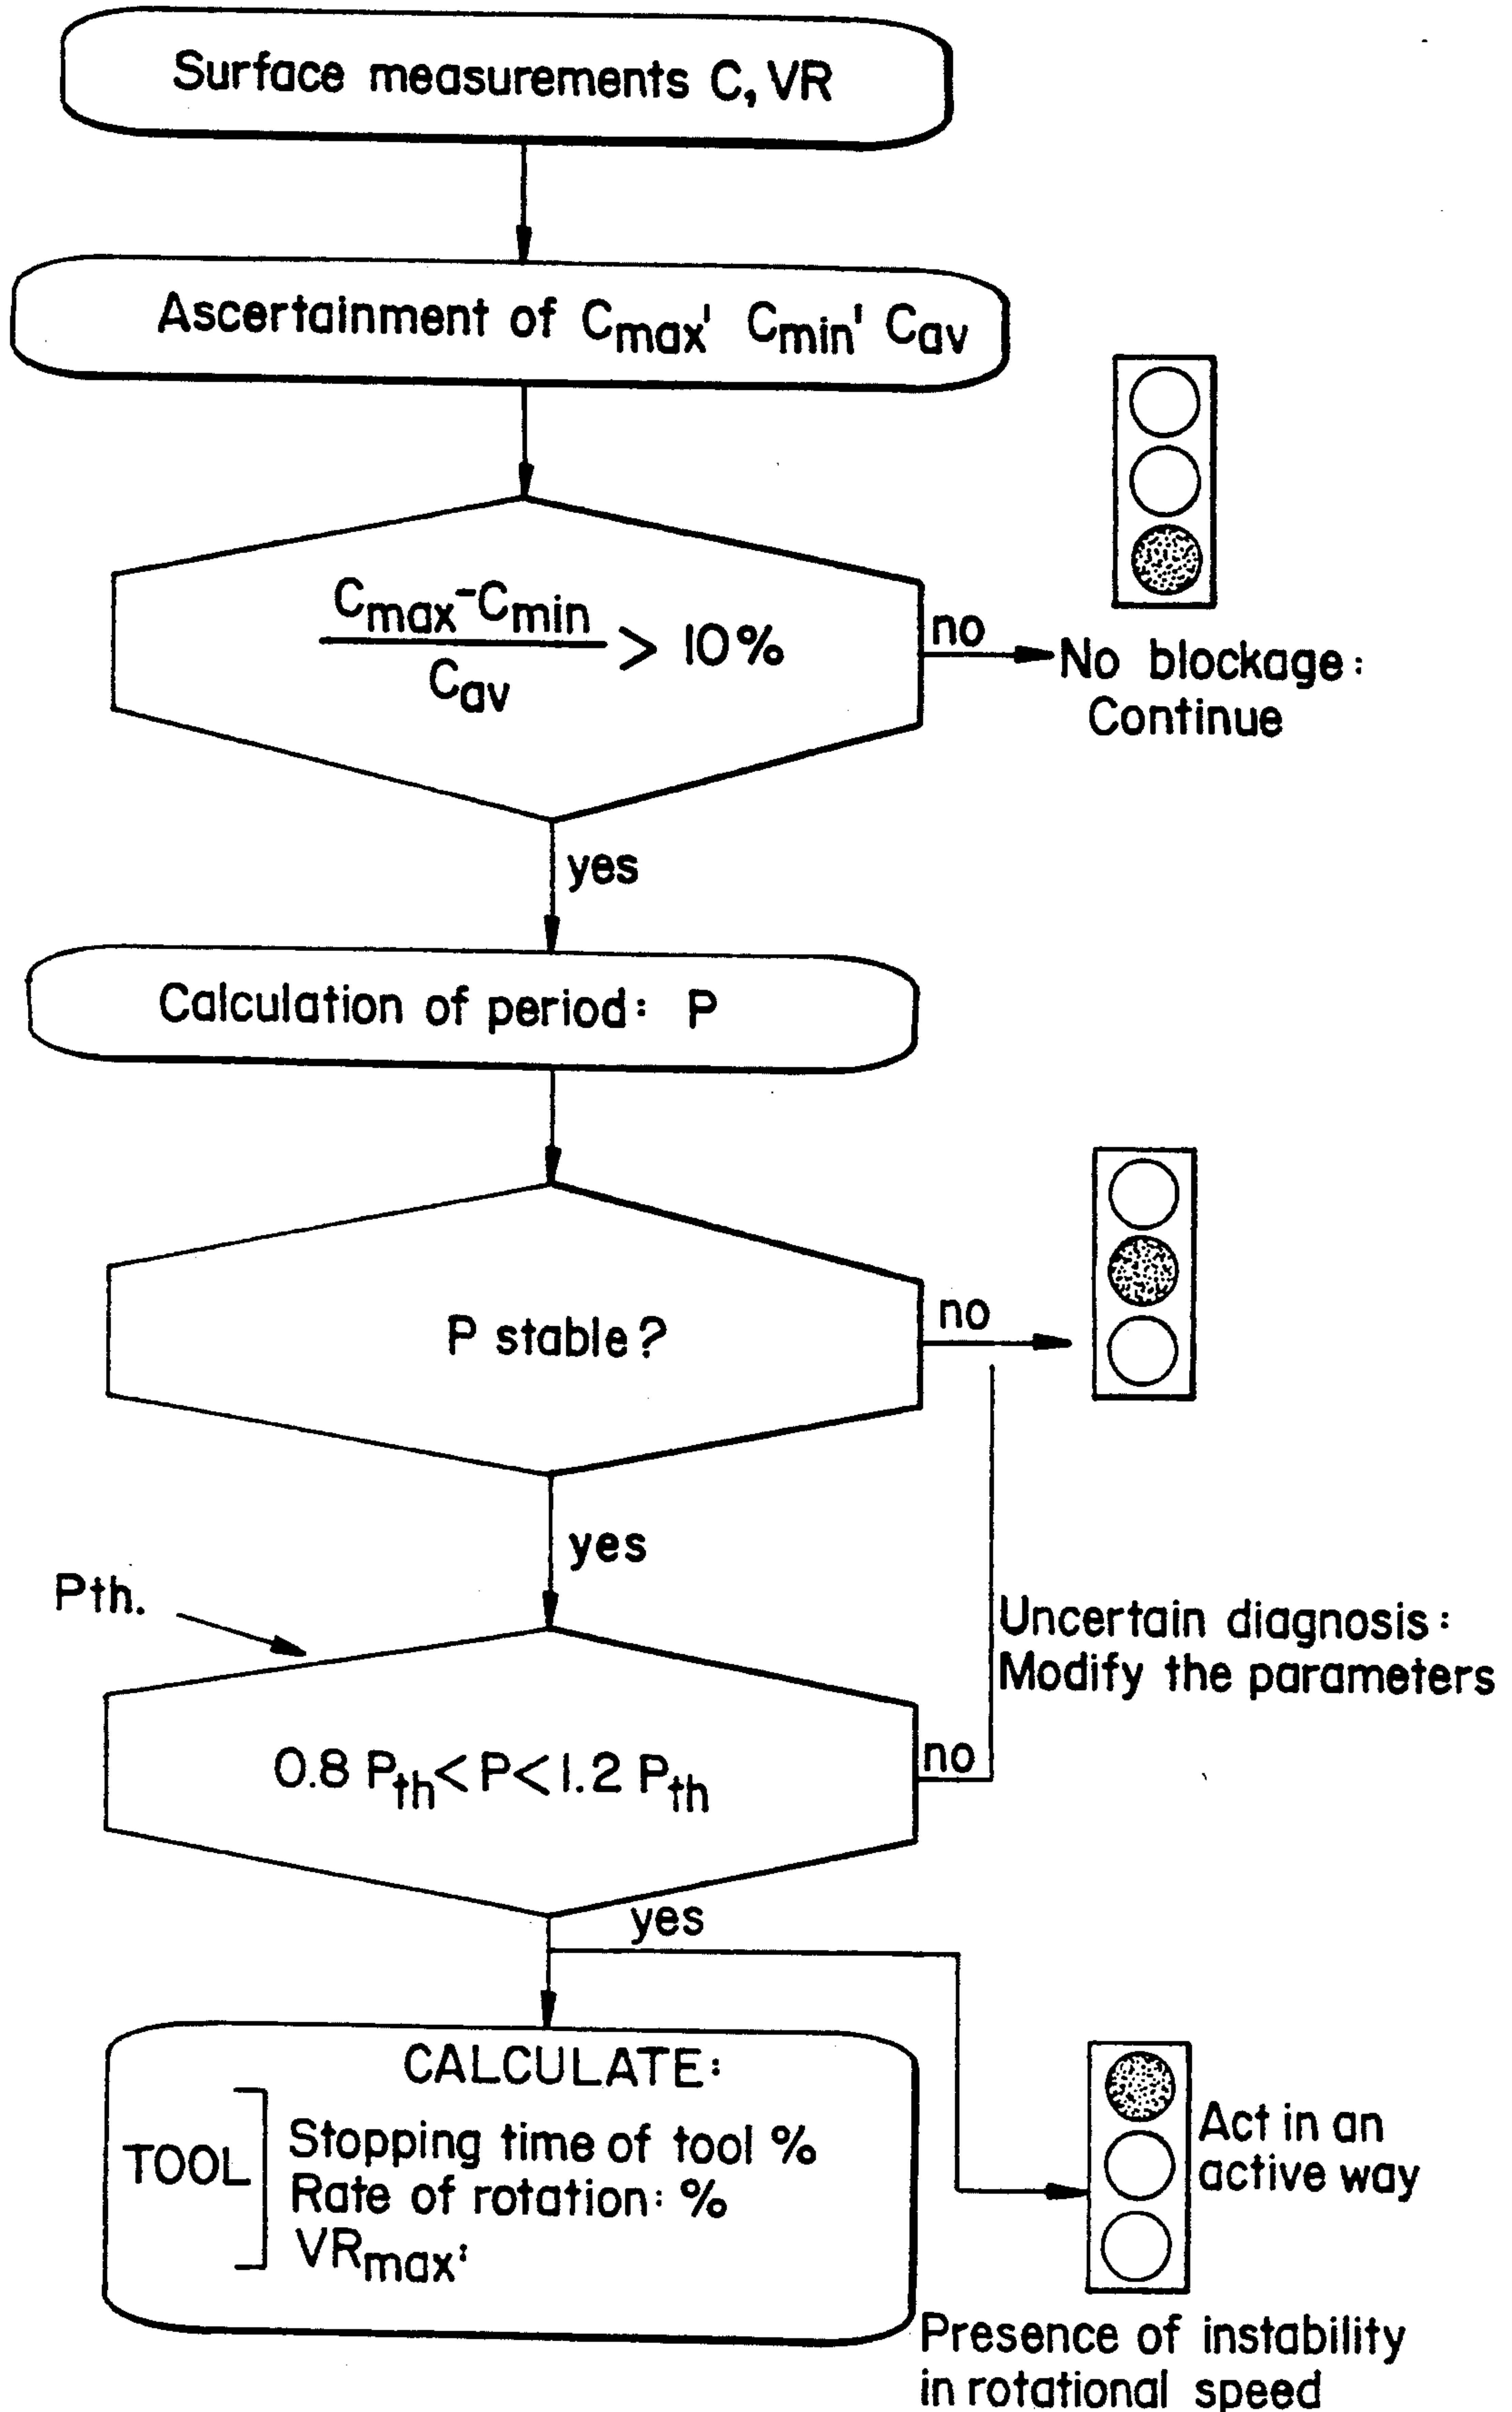 Surface measurements C, VR
Ascertainment of Cmax, Cmin, Cav
Cmax-Cmin
Cav
> 10%
no
No blockage:
Continue
yes
Calculation of period: P
P stable?
no
yes
Pth.
Uncertain diagnosis:
Modify the parameters
0.8 Pth<P<1.2 Pth
no
yes
CALCULATE:
TOOL
Stopping time of tool %
Rate of rotation: %
VRmax:
Act in an
active way
Presence of instability
in rotational speed